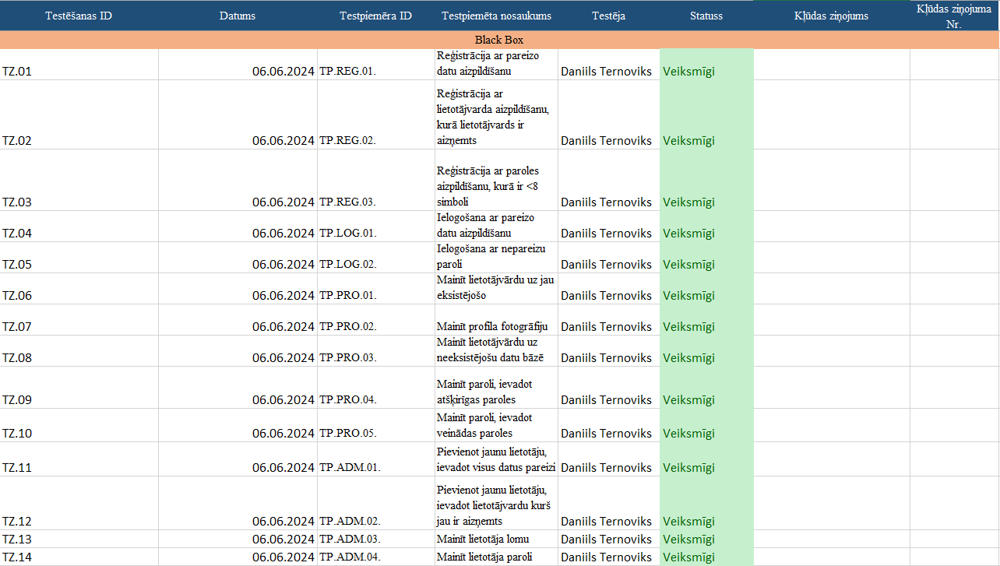 Testēšanas ID Datums Testpiemēra ID Testpiemēta nosaukums Testēja Statuss Kļūdas ziņojums Kļūdas ziņojuma Nr.
Black Box
TZ.01 06.06.2024 TP.REG.01. Reģistrācija ar pareizo datu aizpildīšanu Daniils Ternoviks Veiksmīgi
TZ.02 06.06.2024 TP.REG.02. Reģistrācija ar lietotājvarda aizpildīšanu, kurā lietotājvards ir aizņemts Daniils Ternoviks Veiksmīgi
TZ.03 06.06.2024 TP.REG.03. Reģistrācija ar paroles aizpildīšanu, kurā ir <8 simboli Daniils Ternoviks Veiksmīgi
TZ.04 06.06.2024 TP.LOG.01. Ielogošana ar pareizo datu aizpildīšanu Daniils Ternoviks Veiksmīgi
TZ.05 06.06.2024 TP.LOG.02. Ielogošana ar nepareizu paroli Daniils Ternoviks Veiksmīgi
TZ.06 06.06.2024 TP.PRO.01. Mainīt lietotājvārdu uz jau eksistējošo Daniils Ternoviks Veiksmīgi
TZ.07 06.06.2024 TP.PRO.02. Mainīt profila fotogrāfiju Daniils Ternoviks Veiksmīgi
TZ.08 06.06.2024 TP.PRO.03. Mainīt lietotājvārdu uz neeksistējošu datu bāzē Daniils Ternoviks Veiksmīgi
TZ.09 06.06.2024 TP.PRO.04. Mainīt paroli, ievadot atšķirīgas paroles Daniils Ternoviks Veiksmīgi
TZ.10 06.06.2024 TP.PRO.05. Mainīt paroli, ievadot veinādas paroles Daniils Ternoviks Veiksmīgi
TZ.11 06.06.2024 TP.ADM.01. Pievienot jaunu lietotāju, ievadot visus datus pareizi Daniils Ternoviks Veiksmīgi
TZ.12 06.06.2024 TP.ADM.02. Pievienot jaunu lietotāju, ievadot lietotājvardu kurš jau ir aizņemts Daniils Ternoviks Veiksmīgi
TZ.13 06.06.2024 TP.ADM.03. Mainīt lietotāja lomu Daniils Ternoviks Veiksmīgi
TZ.14 06.06.2024 TP.ADM.04. Mainīt lietotāja paroli Daniils Ternoviks Veiksmīgi